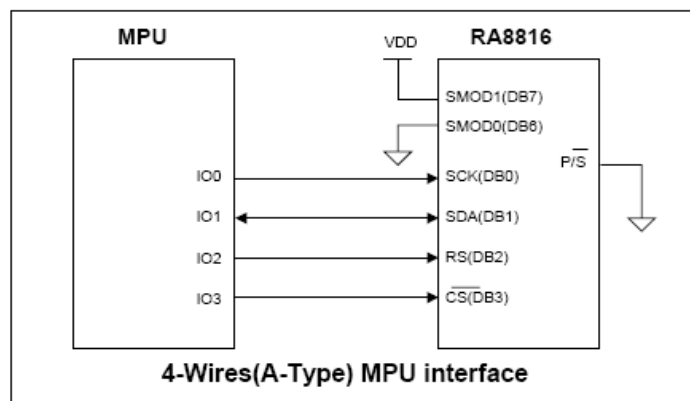 MPU
RA8816
VDD
SMOD1(DB7)
SMOD0(DB6)
P/S
IO0
SCK(DB0)
IO1
SDA(DB1)
IO2
RS(DB2)
IO3
CS(DB3)
4-Wires(A-Type) MPU interface